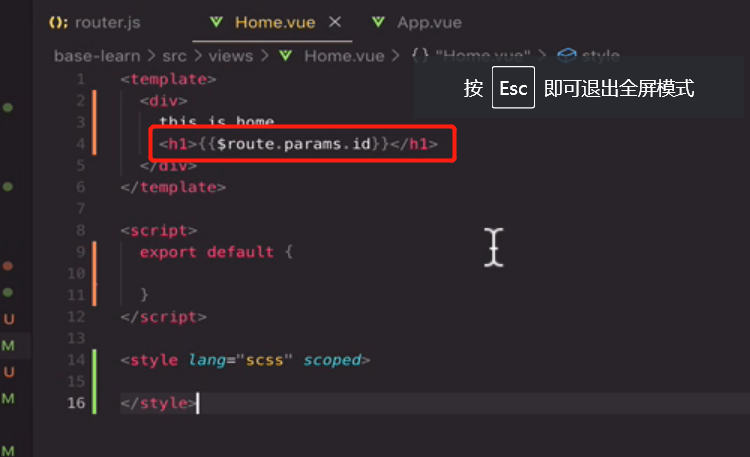 router.js Home.vue App.vue
base-learn > src > views > Home.vue > {} "Home.vue" > style
按 Esc 即可退出全屏模式
1 <template>
2 <div>
3 this is home
4 <h1>{{$route.params.id}}</h1>
5 </div>
6 </template>
7
8 <script>
9 export default {
10
11 }
12 </script>
13
14 <style lang="scss" scoped>
15
16 </style>
U
M
U
M
M